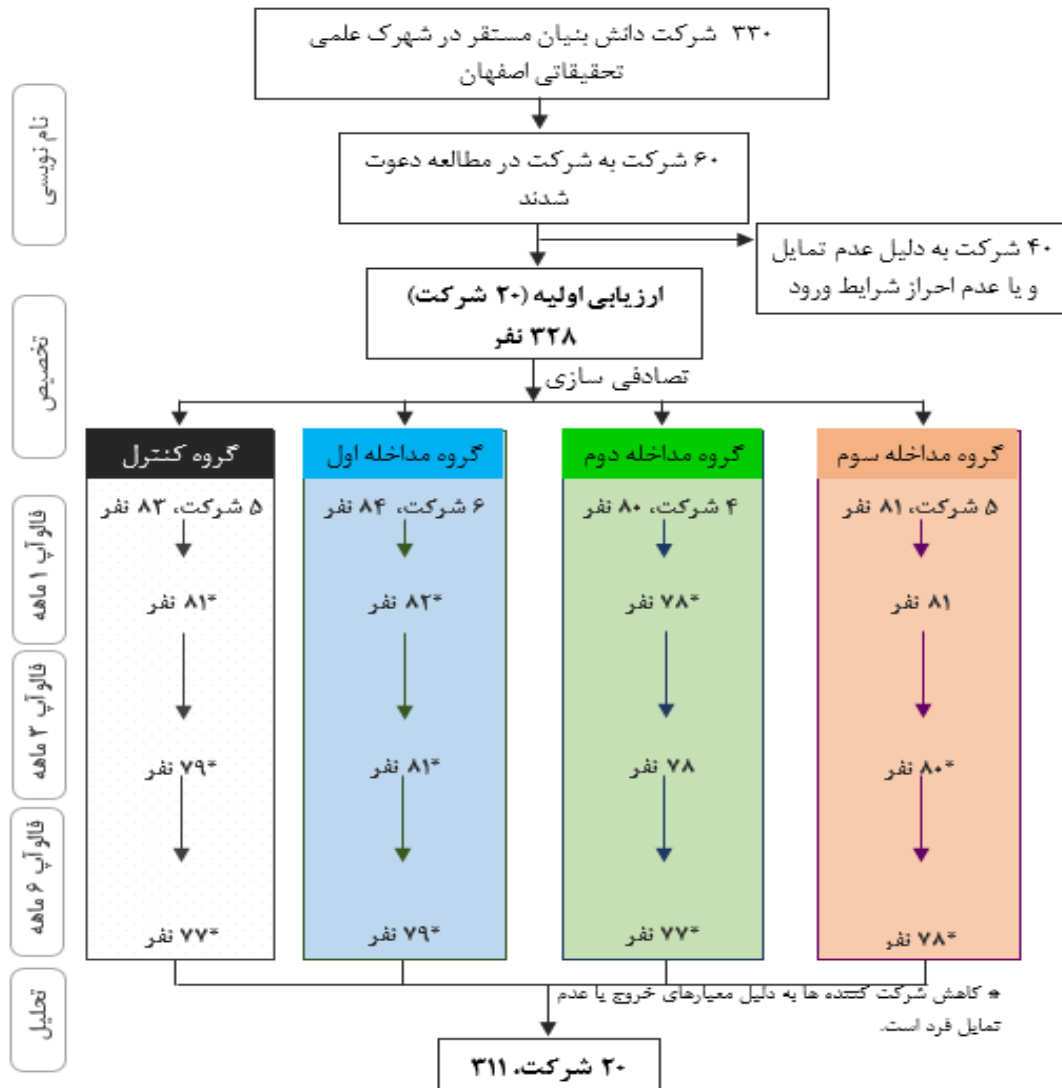 ۳۳۰ شرکت دانش بنیان مستقر در شهرک علمی
تحقیقاتی اصفهان
نام نویسی
۶۰ شرکت به شرکت در مطالعه دعوت
شدند
۴۰ شرکت به دلیل عدم تمایل
و یا عدم احراز شرایط ورود
ارزیابی اولیه (۲۰ شرکت)
۳۲۸ نفر
تخصیص
تصادفی سازی
گروه مداخله سوم
گروه مداخله دوم
گروه مداخله اول
گروه کنترل
۵ شرکت، ۸۱ نفر
۴ شرکت، ۸۰ نفر
۶ شرکت، ۸۴ نفر
۵ شرکت، ۸۳ نفر
فالو آپ ۱ ماهه
۸۱ نفر
*۷۸ نفر
*۸۲ نفر
*۸۱ نفر
فالو آپ ۳ ماهه
*۸۰ نفر
۷۸ نفر
*۸۱ نفر
*۷۹ نفر
فالو آپ ۶ ماهه
*۷۸ نفر
*۷۷ نفر
*۷۹ نفر
*۷۷ نفر
تحلیل
* کاهش شرکت کننده ها به دلیل معیارهای خروج یا عدم
تمایل فرد است.
۲۰ شرکت، ۳۱۱